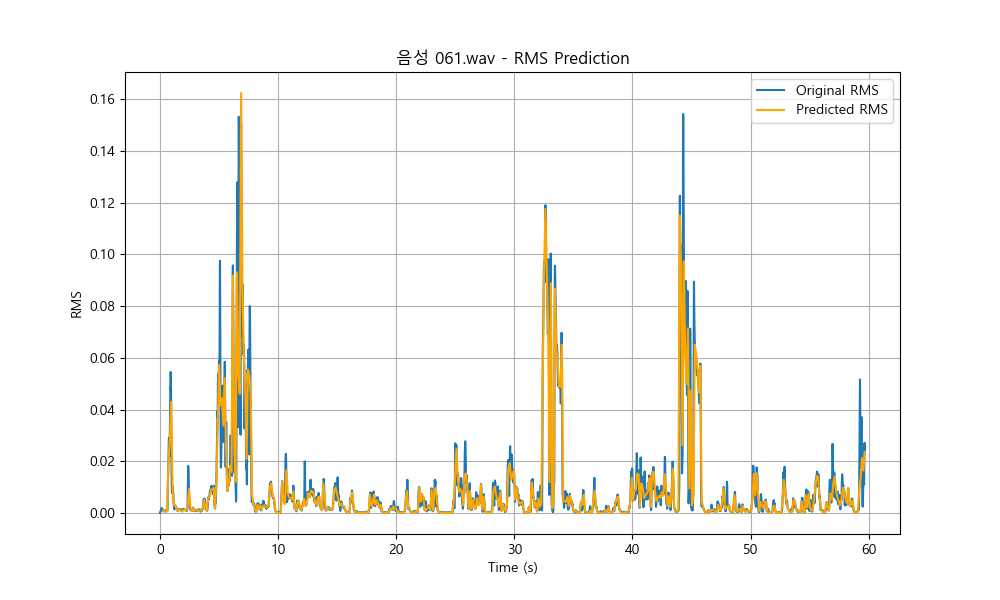 음성 061.wav - RMS Prediction
Original RMS
Predicted RMS
RMS
0.16
0.14
0.12
0.10
0.08
0.06
0.04
0.02
0.00
0 10 20 30 40 50 60
Time (s)